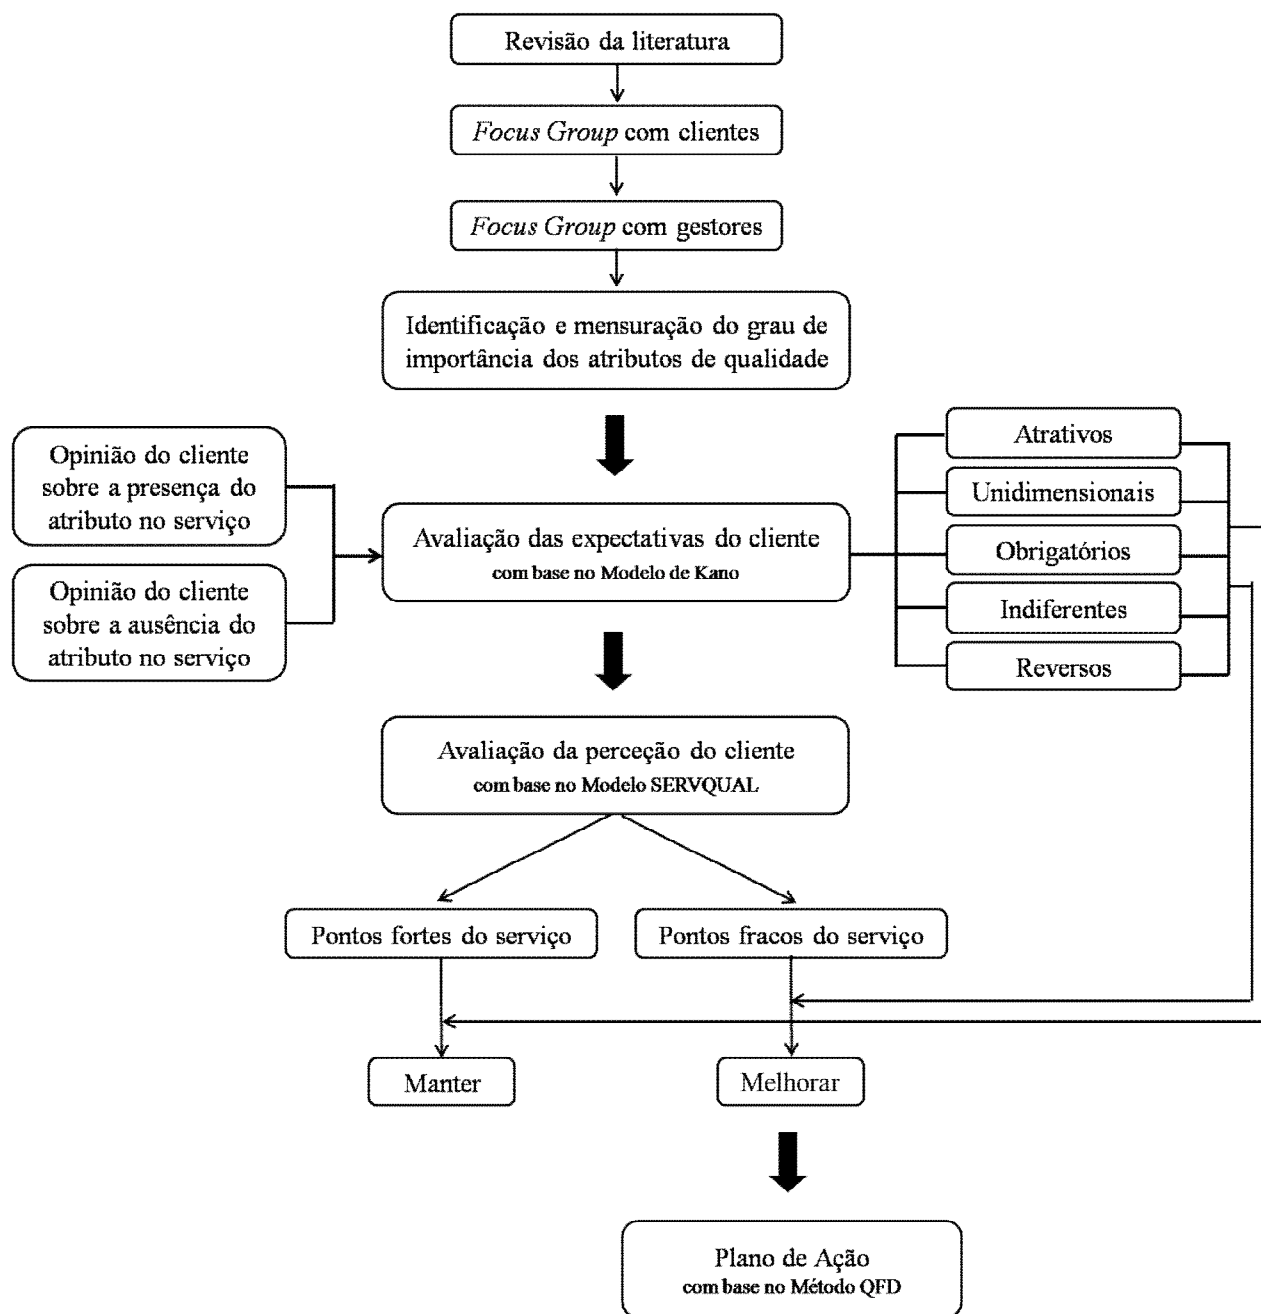 Revisão da literatura
Focus Group com clientes
Focus Group com gestores
Identificação e mensuração do grau de
importância dos atributos de qualidade
Opinião do cliente
sobre a presença do
atributo no serviço
Opinião do cliente
sobre a ausência do
atributo no serviço
Avaliação das expectativas do cliente
com base no Modelo de Kano
Atrativos
Unidimensionais
Obrigatórios
Indiferentes
Reversos
Avaliação da perceção do cliente
com base no Modelo SERVQUAL
Pontos fortes do serviço
Pontos fracos do serviço
Manter
Melhorar
Plano de Ação
com base no Método QFD